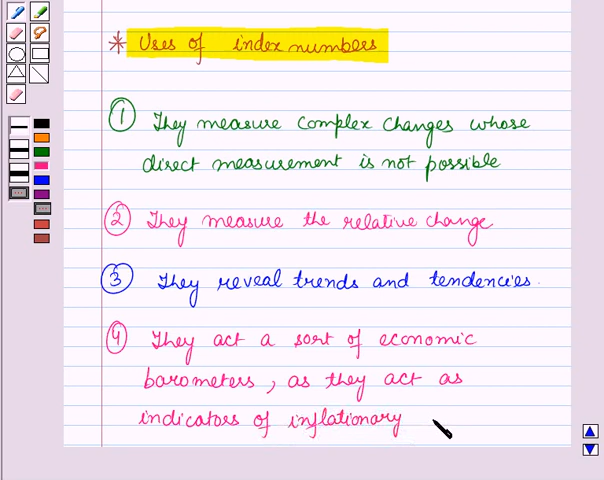 * Uses of index numbers
① They measure complex changes whose
direct measurement is not possible
② They measure the relative change
③ They reveal trends and tendencies.
④ They act a sort of economic
barometers, as they act as
indicators of inflationary